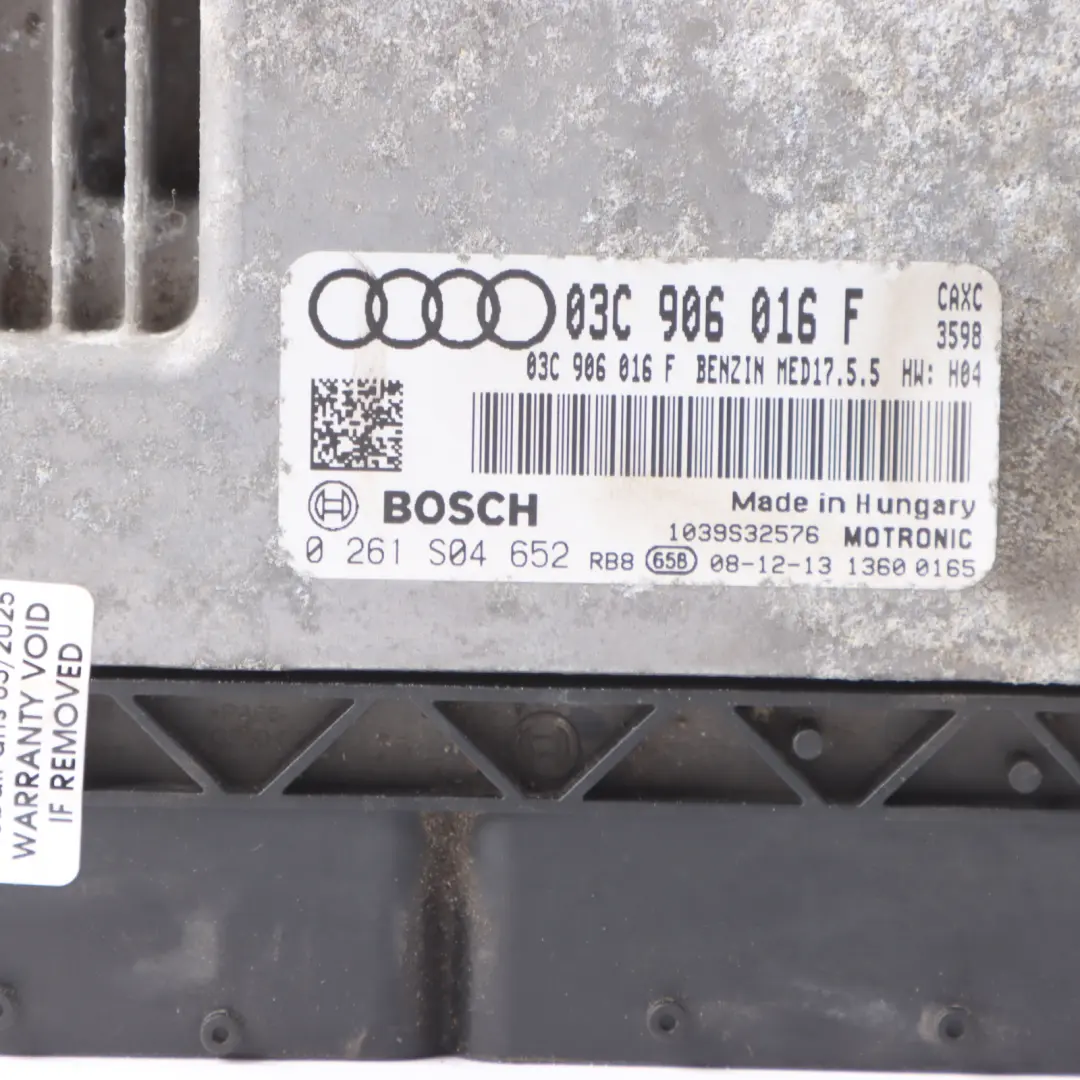 03C 906 016 F
CAXC
3598
03C 906 016 F BENZIN MED17.5.5 HW: H04
BOSCH
Made in Hungary
1039S32576 MOTRONIC
0 261 S04 652 RB8 65B 08-12-13 1360 0165
WARRANTY VOID
IF REMOVED